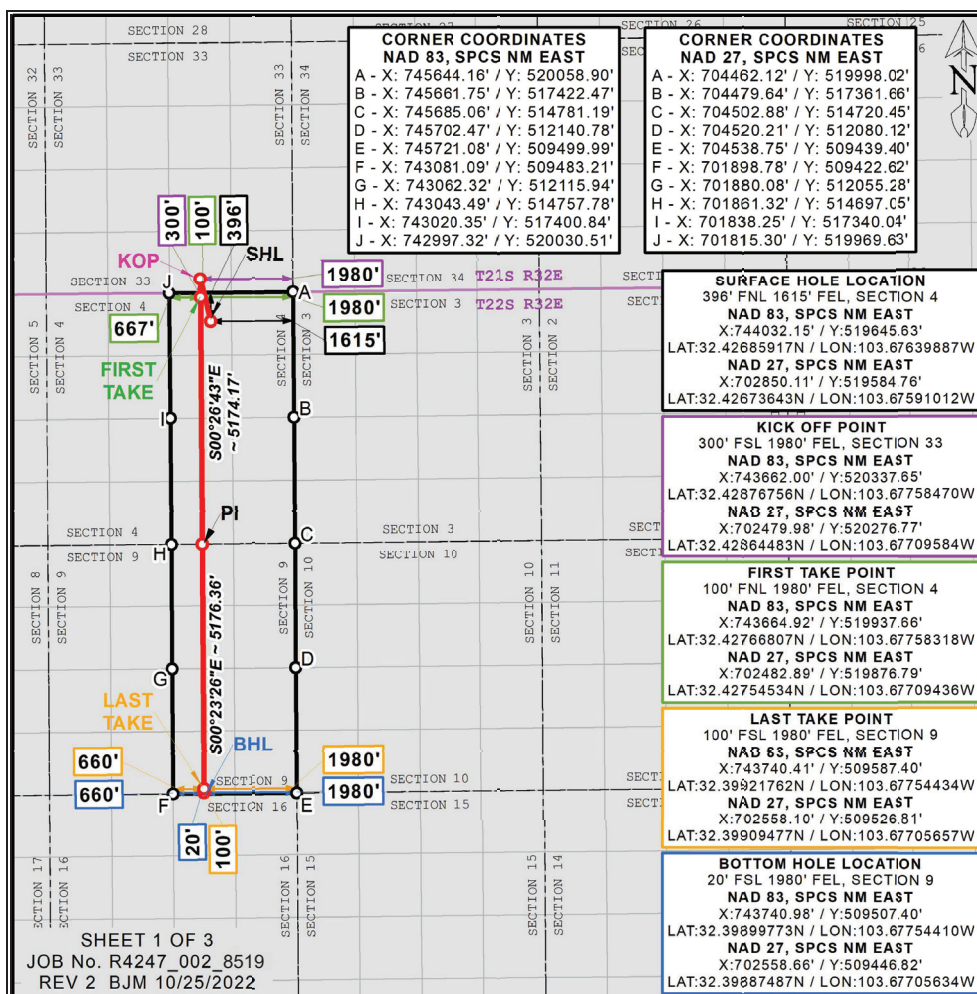 CORNER COORDINATES
NAD 83, SPCS NM EAST
A - X: 745644.16' / Y: 520058.90'
B - X: 745661.75' / Y: 517422.47'
C - X: 745685.06' / Y: 514781.19'
D - X: 745702.47' / Y: 512140.78'
E - X: 745721.08' / Y: 509499.99'
F - X: 743081.09' / Y: 509483.21'
G - X: 743062.32' / Y: 512115.94'
H - X: 743043.49' / Y: 514757.78'
I - X: 743020.35' / Y: 517400.84'
J - X: 742997.32' / Y: 520030.51'
CORNER COORDINATES
NAD 27, SPCS NM EAST
A - X: 704462.12' / Y: 519998.02'
B - X: 704479.64' / Y: 517361.66'
C - X: 704502.88' / Y: 514720.45'
D - X: 704520.21' / Y: 512080.12'
E - X: 704538.75' / Y: 509439.40'
F - X: 701898.78' / Y: 509422.62'
G - X: 701880.08' / Y: 512055.28'
H - X: 701861.32' / Y: 514697.05'
I - X: 701838.25' / Y: 517340.04'
J - X: 701815.30' / Y: 519969.63'
N
SECTION 28
SECTION 33
SECTION 26
SECTION 25
SECTION 32
SECTION 33
SECTION 33
SECTION 34
300'
100'
396'
SHL
KOP
1980'
J
A
SECTION 33
SECTION 34
T21S R32E
SECTION 4
SECTION 3
T22S R32E
1980'
667'
1615'
FIRST
TAKE
SECTION 5
SECTION 4
SECTION 3
SECTION 3
SECTION 2
S00°26'43"E
~ 5174.17'
I
B
PI
SECTION 4
SECTION 3
H
C
SECTION 9
SECTION 10
SECTION 8
SECTION 9
SECTION 9
SECTION 10
SECTION 10
SECTION 11
S00°23'26"E ~ 5176.36'
G
D
LAST
TAKE
BHL
660'
1980'
SECTION 9
SECTION 10
660'
1980'
F
E
SECTION 16
SECTION 15
20'
100'
SECTION 16
SECTION 16
SECTION 15
SECTION 15
SECTION 14
SURFACE HOLE LOCATION
396' FNL 1615' FEL, SECTION 4
NAD 83, SPCS NM EAST
X:744032.15' / Y:519645.63'
LAT:32.42685917N / LON:103.67639887W
NAD 27, SPCS NM EAST
X:702850.11' / Y:519584.76'
LAT:32.42673643N / LON:103.67591012W
KICK OFF POINT
300' FSL 1980' FEL, SECTION 33
NAD 83, SPCS NM EAST
X:743662.00' / Y:520337.65'
LAT:32.42876756N / LON:103.67758470W
NAD 27, SPCS NM EAST
X:702479.98' / Y:520276.77'
LAT:32.42864483N / LON:103.67709584W
FIRST TAKE POINT
100' FNL 1980' FEL, SECTION 4
NAD 83, SPCS NM EAST
X:743664.92' / Y:519937.66'
LAT:32.42766807N / LON:103.67758318W
NAD 27, SPCS NM EAST
X:702482.89' / Y:519876.79'
LAT:32.42754534N / LON:103.67709436W
LAST TAKE POINT
100' FSL 1980' FEL, SECTION 9
NAD 83, SPCS NM EAST
X:743740.41' / Y:509587.40'
LAT:32.39921762N / LON:103.67754434W
NAD 27, SPCS NM EAST
X:702558.10' / Y:509526.81'
LAT:32.39909477N / LON:103.67705657W
BOTTOM HOLE LOCATION
20' FSL 1980' FEL, SECTION 9
NAD 83, SPCS NM EAST
X:743740.98' / Y:509507.40'
LAT:32.39899773N / LON:103.67754410W
NAD 27, SPCS NM EAST
X:702558.66' / Y:509446.82'
LAT:32.39887487N / LON:103.67705634W
SHEET 1 OF 3
JOB No. R4247_002_8519
REV 2 BJM 10/25/2022